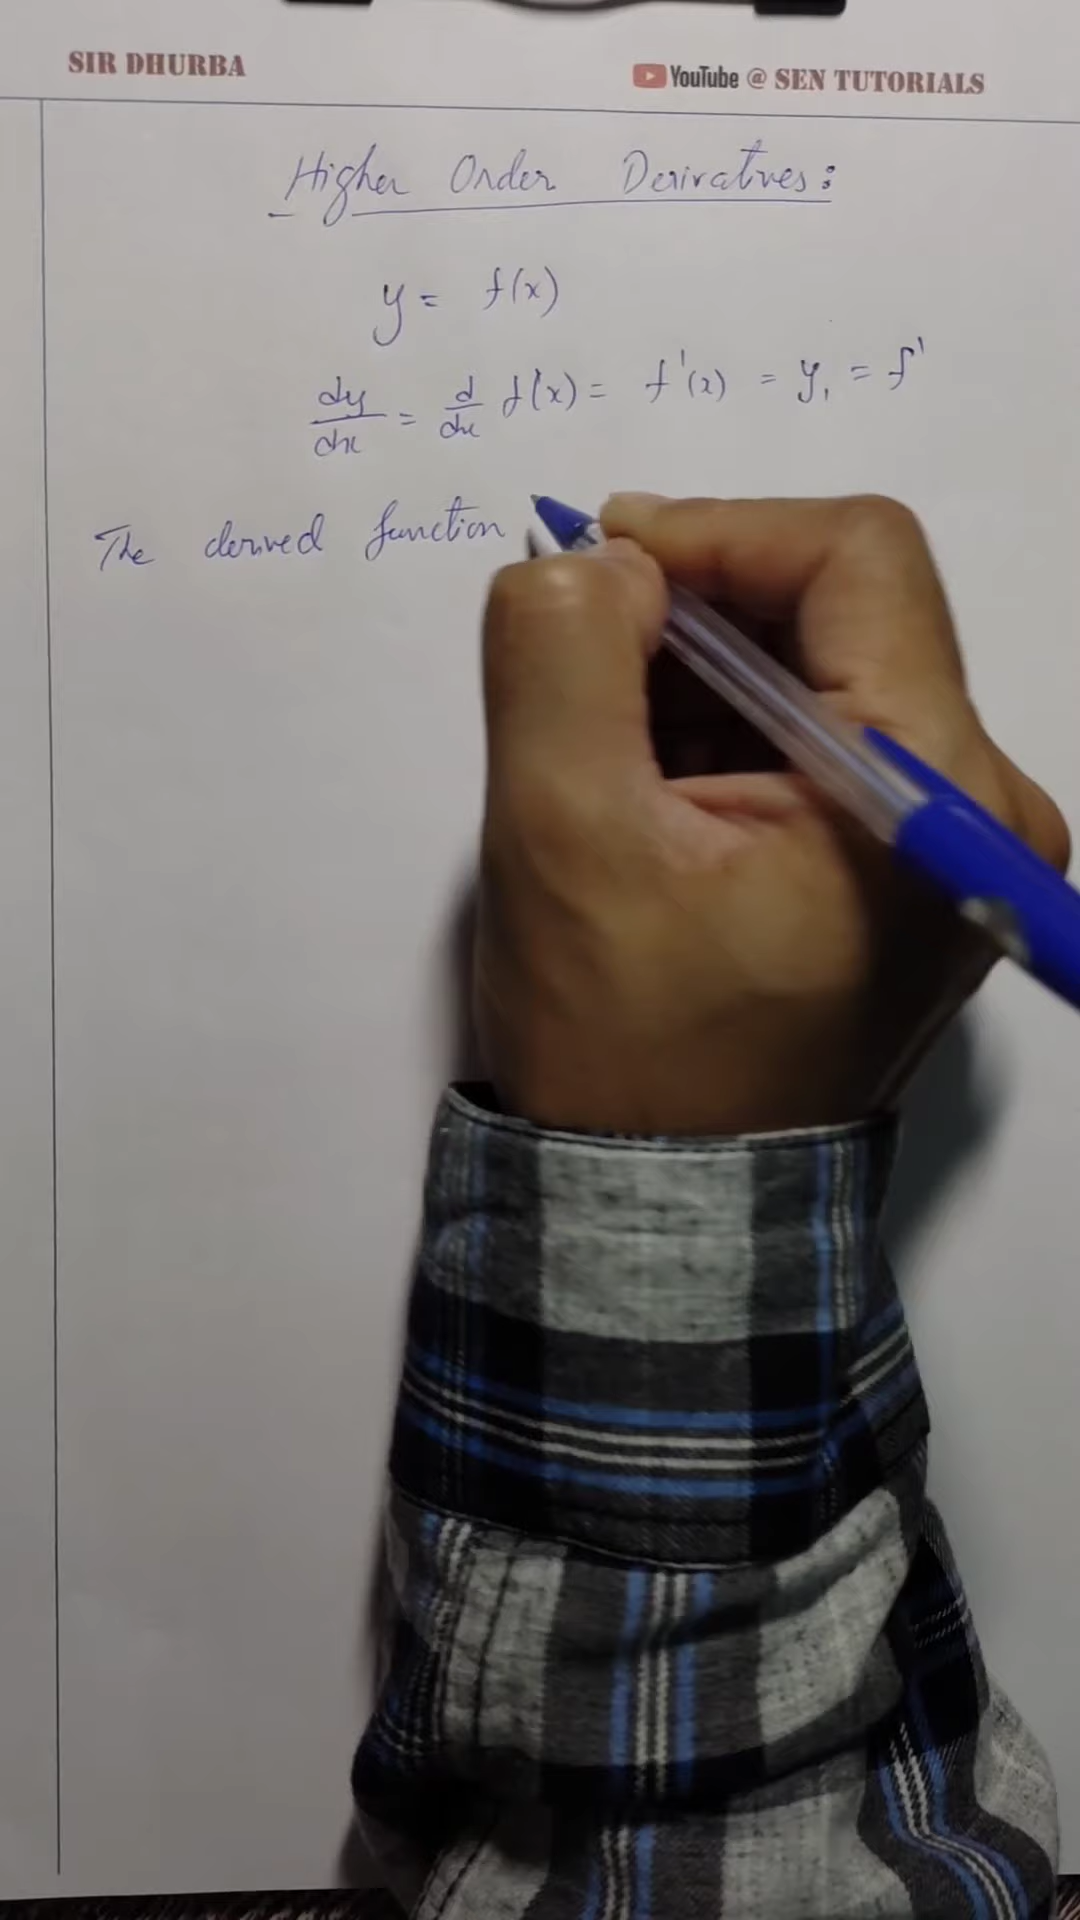 SIR DHURBA
YouTube @ SEN TUTORIALS
Higher Order Derivatives:
y = f(x)
dy/dx = d/dx f(x) = f'(x) = y₁ = f'
The derived function